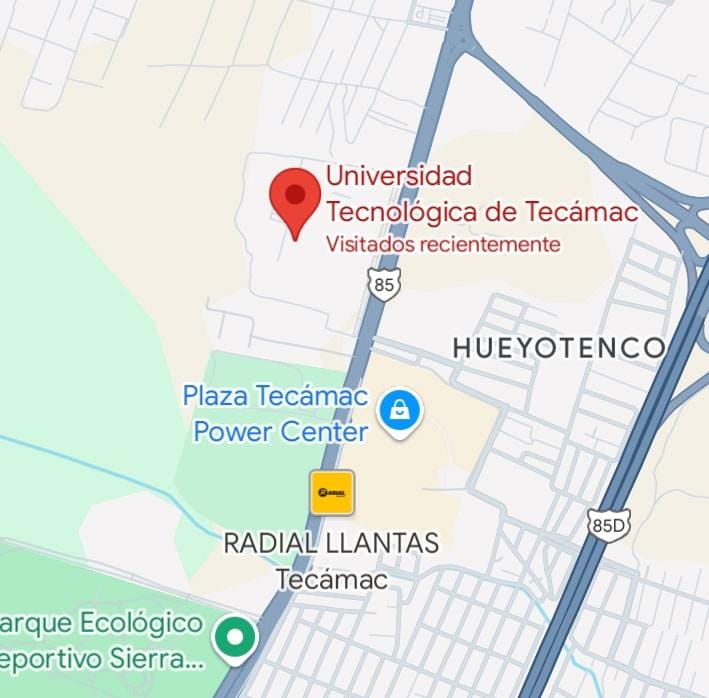 Universidad
Tecnológica de Tecámac
Visitados recientemente
85
HUEYOTENCO
Plaza Tecámac
Power Center
RADIAL
85D
RADIAL LLANTAS
Tecámac
arque Ecológico
eportivo Sierra...